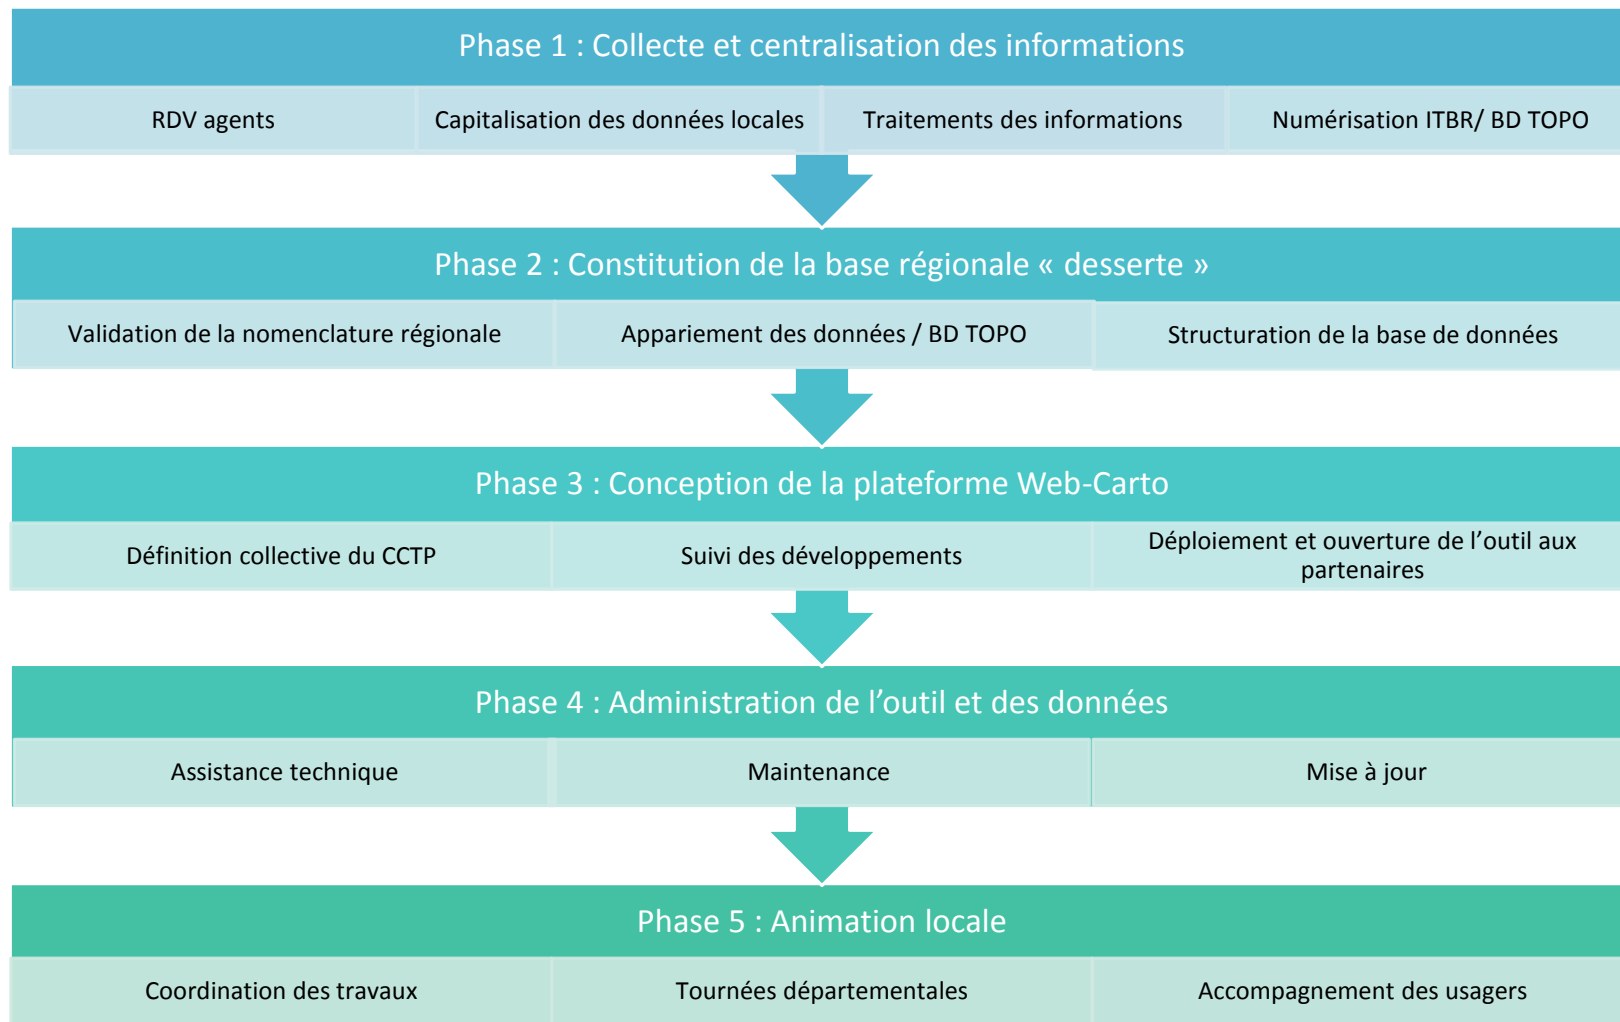 Phase 1 : Collecte et centralisation des informations
RDV agents
Capitalisation des données locales
Traitements des informations
Numérisation ITBR/ BD TOPO
Phase 2 : Constitution de la base régionale « desserte »
Validation de la nomenclature régionale
Appariement des données / BD TOPO
Structuration de la base de données
Phase 3 : Conception de la plateforme Web-Carto
Définition collective du CCTP
Suivi des développements
Déploiement et ouverture de l’outil aux
partenaires
Phase 4 : Administration de l’outil et des données
Assistance technique
Maintenance
Mise à jour
Phase 5 : Animation locale
Coordination des travaux
Tournées départementales
Accompagnement des usagers